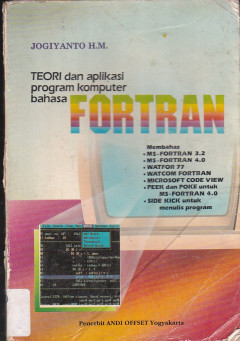 JOGIYANTO H.M.
TEORI dan aplikasi
program komputer
bahasa
FORTRAN
Membahas
• MS-FORTRAN 3.2
• MS-FORTRAN 4.0
• WATFOR 77
• WATCOM FORTRAN
• MICROSOFT CODE VIEW
• PEEK dan POKE untuk
MS-FORTRAN 4.0
• SIDE KICK untuk
menulis program
Penerbit ANDI OFFSET Yogyakarta